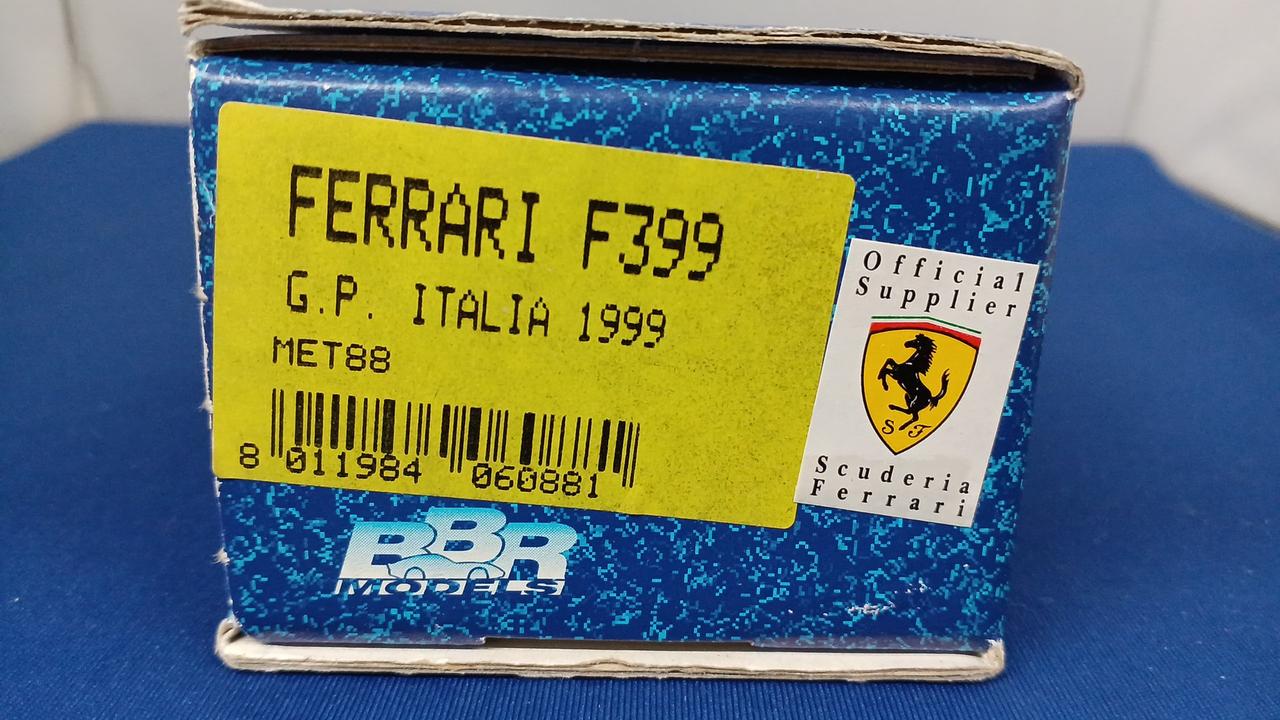 FERRARI F399
G.P. ITALIA 1999
MET88
8 011984 060881
Official
Supplier
S F
Scuderia
Ferrari
BBR
MODELS